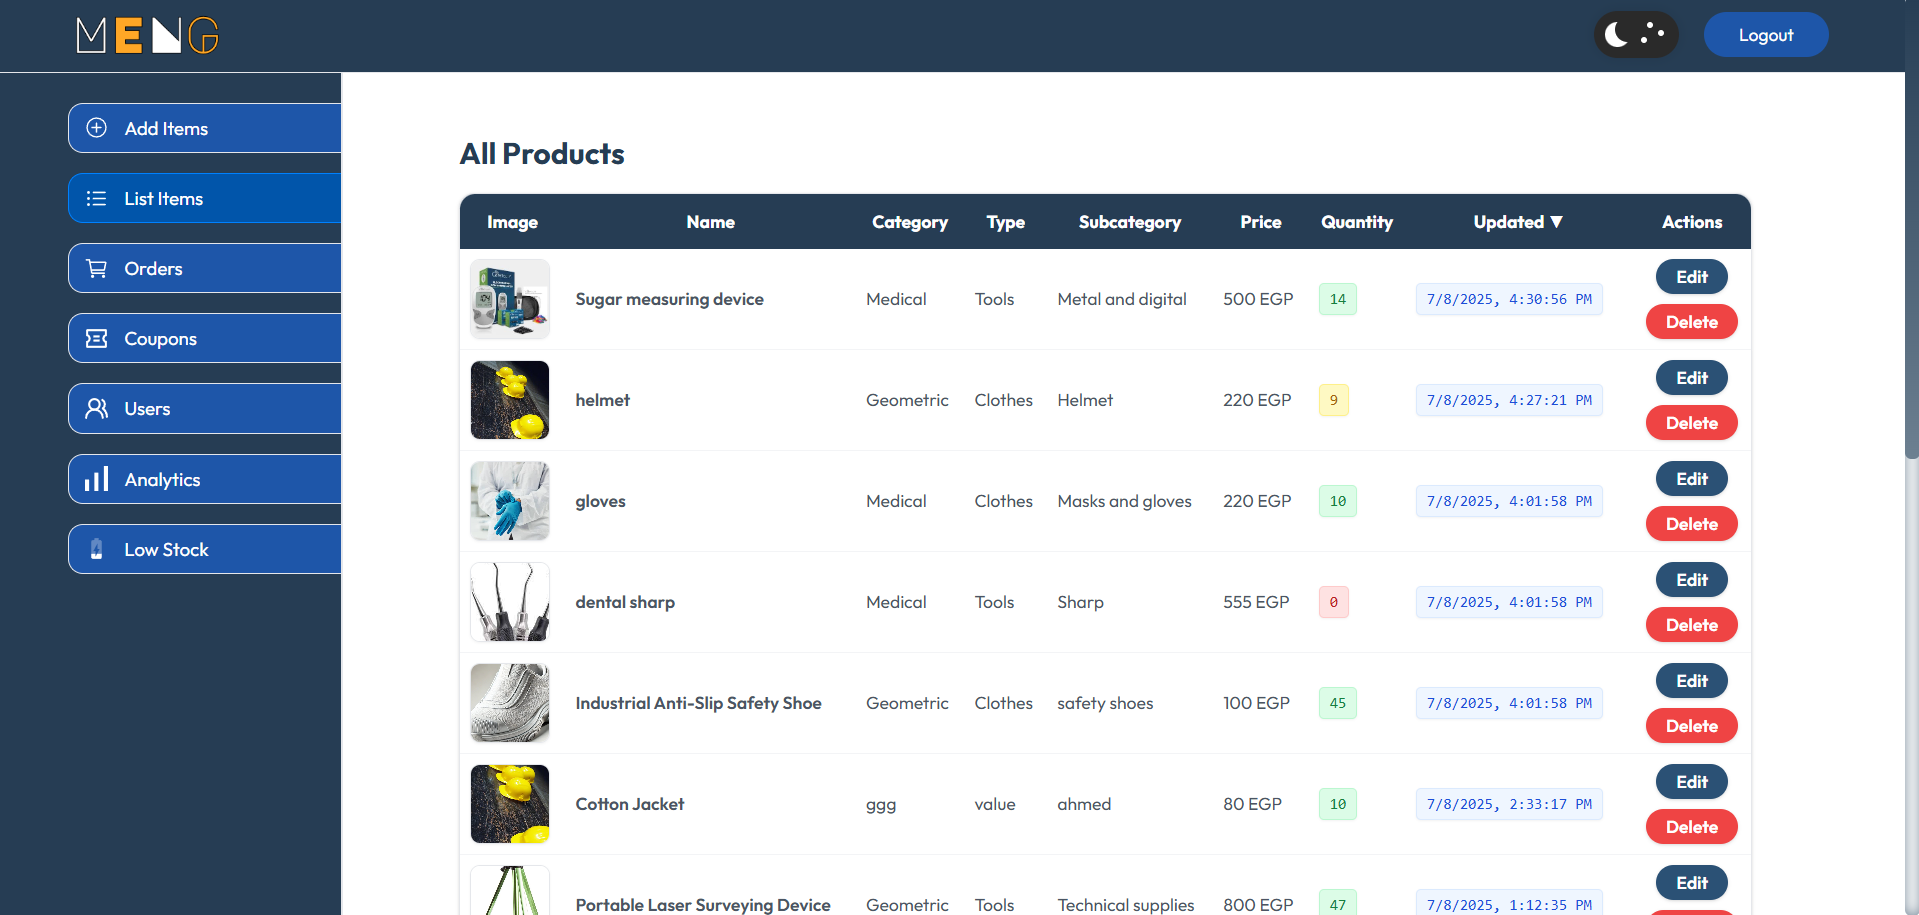 MENG
Logout
Add Items
List Items
Orders
Coupons
Users
Analytics
Low Stock
All Products
Image Name Category Type Subcategory Price Quantity Updated ▼ Actions
Sugar measuring device Medical Tools Metal and digital 500 EGP 14 7/8/2025, 4:30:56 PM Edit Delete
helmet Geometric Clothes Helmet 220 EGP 9 7/8/2025, 4:27:21 PM Edit Delete
gloves Medical Clothes Masks and gloves 220 EGP 10 7/8/2025, 4:01:58 PM Edit Delete
dental sharp Medical Tools Sharp 555 EGP 0 7/8/2025, 4:01:58 PM Edit Delete
Industrial Anti-Slip Safety Shoe Geometric Clothes safety shoes 100 EGP 45 7/8/2025, 4:01:58 PM Edit Delete
Cotton Jacket ggg value ahmed 80 EGP 10 7/8/2025, 2:33:17 PM Edit Delete
Portable Laser Surveying Device Geometric Tools Technical supplies 800 EGP 47 7/8/2025, 1:12:35 PM Edit